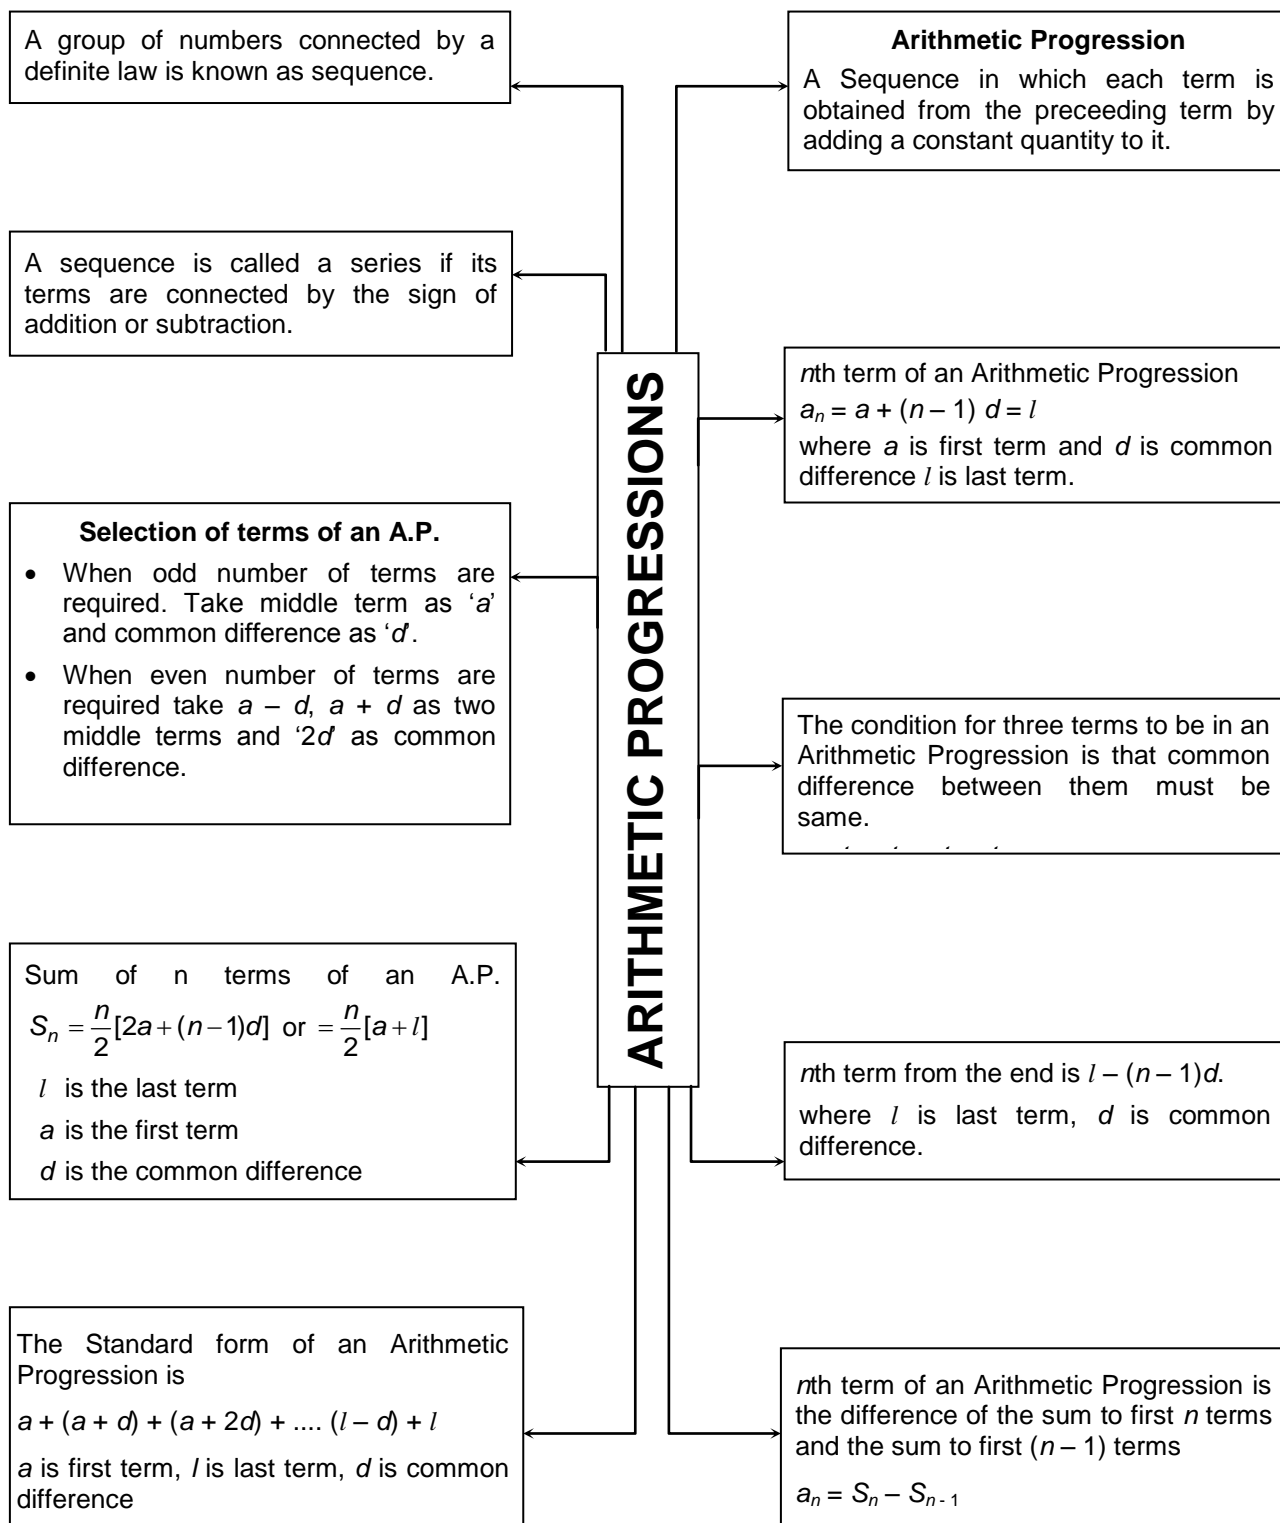 A group of numbers connected by a
definite law is known as sequence.
Arithmetic Progression
A Sequence in which each term is
obtained from the preceeding term by
adding a constant quantity to it.
A sequence is called a series if its
terms are connected by the sign of
addition or subtraction.
nth term of an Arithmetic Progression
aₙ = a + (n – 1) d = l
where a is first term and d is common
difference l is last term.
ARITHMETIC PROGRESSIONS
Selection of terms of an A.P.
• When odd number of terms are
required. Take middle term as ‘a’
and common difference as ‘d’.
• When even number of terms are
required take a – d, a + d as two
middle terms and ‘2d’ as common
difference.
The condition for three terms to be in an
Arithmetic Progression is that common
difference between them must be
same.
Sum of n terms of an A.P.
Sₙ = n/2 [2a + (n – 1)d] or = n/2 [a + l]
l is the last term
a is the first term
d is the common difference
nth term from the end is l – (n – 1)d.
where l is last term, d is common
difference.
The Standard form of an Arithmetic
Progression is
a + (a + d) + (a + 2d) + .... (l – d) + l
a is first term, l is last term, d is common
difference
nth term of an Arithmetic Progression is
the difference of the sum to first n terms
and the sum to first (n – 1) terms
aₙ = Sₙ – Sₙ₋₁